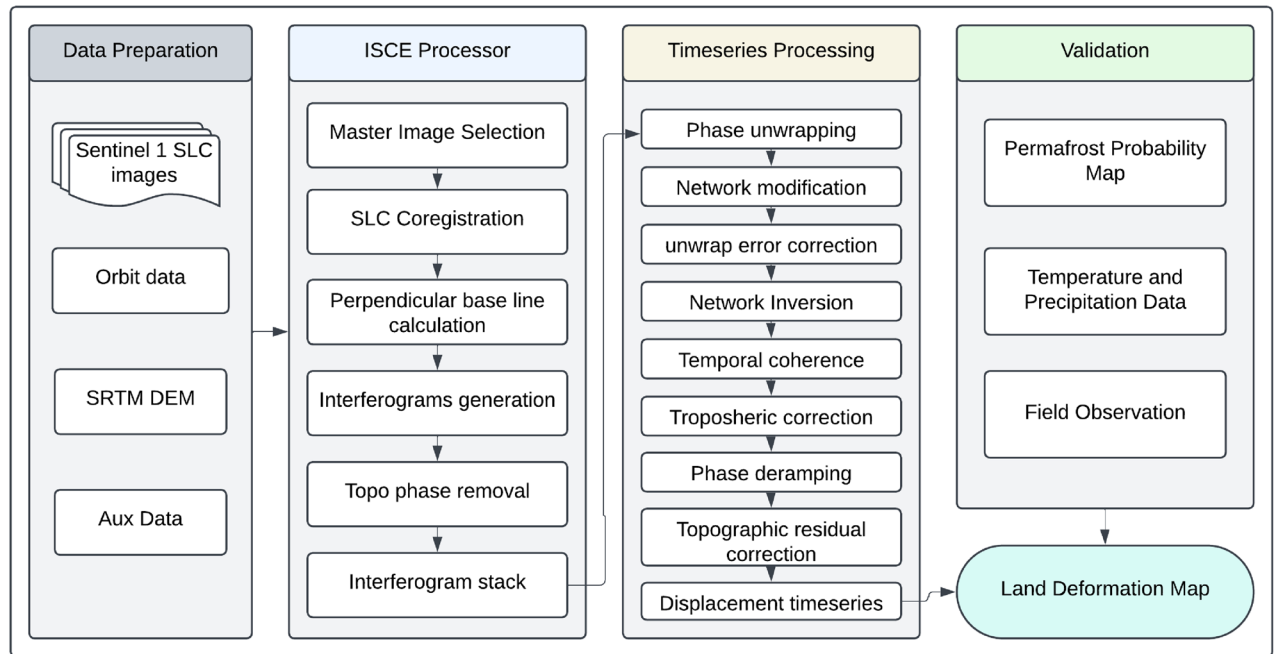 Data Preparation
Sentinel 1 SLC
images
Orbit data
SRTM DEM
Aux Data
ISCE Processor
Master Image Selection
SLC Coregistration
Perpendicular base line
calculation
Interferograms generation
Topo phase removal
Interferogram stack
Timeseries Processing
Phase unwrapping
Network modification
unwrap error correction
Network Inversion
Temporal coherence
Troposheric correction
Phase deramping
Topographic residual
correction
Displacement timeseries
Validation
Permafrost Probability
Map
Temperature and
Precipitation Data
Field Observation
Land Deformation Map